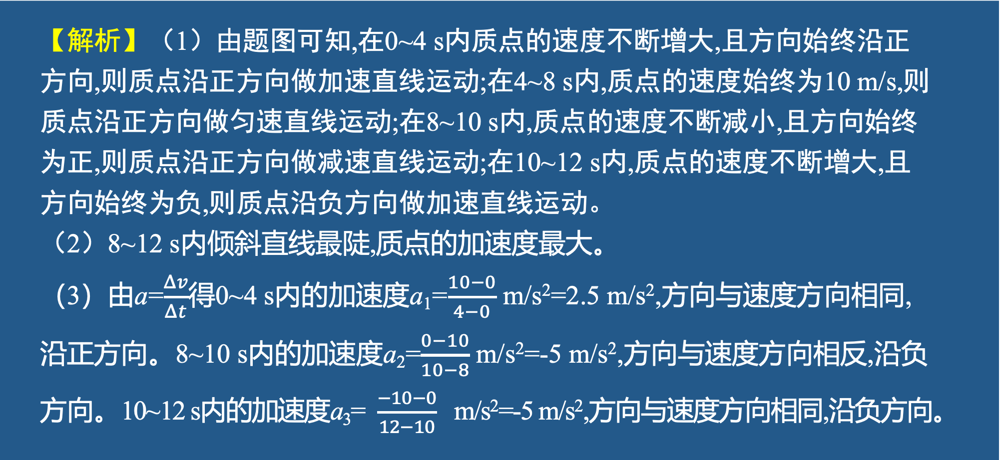 【解析】（1）由题图可知,在0~4 s内质点的速度不断增大,且方向始终沿正
方向,则质点沿正方向做加速直线运动;在4~8 s内,质点的速度始终为10 m/s,则
质点沿正方向做匀速直线运动;在8~10 s内,质点的速度不断减小,且方向始终
为正,则质点沿正方向做减速直线运动;在10~12 s内,质点的速度不断增大,且
方向始终为负,则质点沿负方向做加速直线运动。
（2）8~12 s内倾斜直线最陡,质点的加速度最大。
（3）由a=Δv/Δt得0~4 s内的加速度a₁=(10−0)/(4−0) m/s²=2.5 m/s²,方向与速度方向相同,
沿正方向。8~10 s内的加速度a₂=(0−10)/(10−8) m/s²=-5 m/s²,方向与速度方向相反,沿负
方向。10~12 s内的加速度a₃= (−10−0)/(12−10) m/s²=-5 m/s²,方向与速度方向相同,沿负方向。